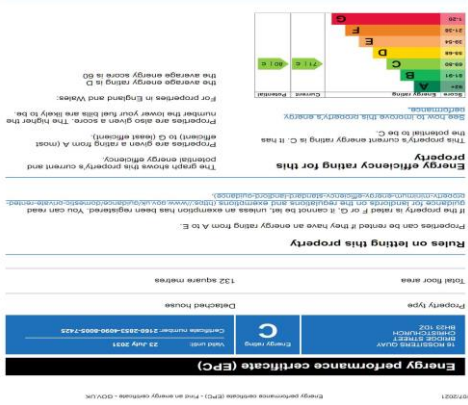 07/2021
Energy performance certificate (EPC) - Find an energy certificate - GOV.UK
Energy performance certificate (EPC)
16 ROSSITERS QUAY
BRIDGE STREET
CHRISTCHURCH
BH23 1DZ
Energy rating
C
Valid until: 23 July 2031
Certificate number: 2160-2853-4090-8095-7425
Property type
Detached house
Total floor area
132 square metres
Rules on letting this property
Properties can be rented if they have an energy rating from A to E.
If the property is rated F or G, it cannot be let, unless an exemption has been registered. You can read
guidance for landlords on the regulations and exemptions (https://www.gov.uk/guidance/domestic-private-rented-
property-minimum-energy-efficiency-standard-landlord-guidance).
Energy efficiency rating for this
property
This property's current energy rating is C. It has
the potential to be C.
See how to improve this property's energy
performance.
The graph shows this property's current and
potential energy efficiency.
Properties are given a rating from A (most
efficient) to G (least efficient).
Properties are also given a score. The higher the
number the lower your fuel bills are likely to be.
For properties in England and Wales:
the average energy rating is D
the average energy score is 60
Score Energy rating Current Potential
92+ A
81-91 B
69-80 C 71 | C 80 | C
55-68 D
39-54 E
21-38 F
1-20 G